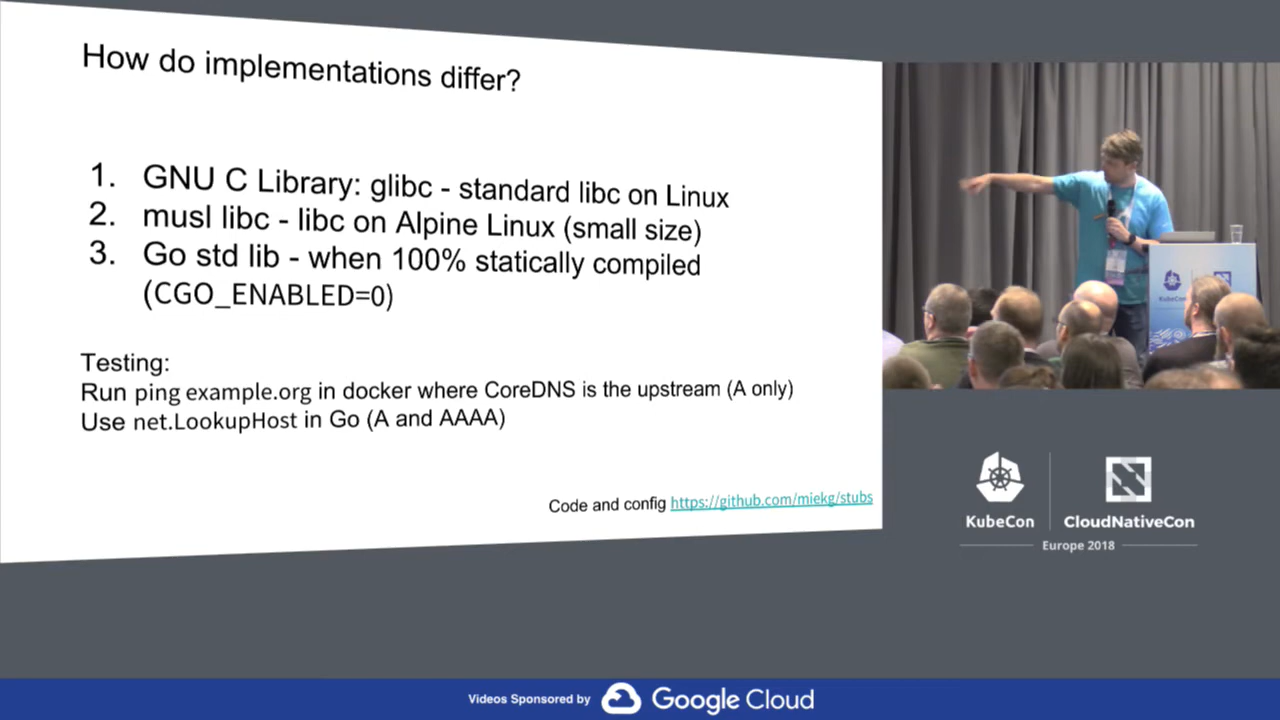 How do implementations differ?
1. GNU C Library: glibc - standard libc on Linux
2. musl libc - libc on Alpine Linux (small size)
3. Go std lib - when 100% statically compiled
(CGO_ENABLED=0)
Testing:
Run ping example.org in docker where CoreDNS is the upstream (A only)
Use net.LookupHost in Go (A and AAAA)
Code and config https://github.com/miekg/stubs
KubeCon
KubeCon
CloudNativeCon
Europe 2018
Videos Sponsored by
Google Cloud